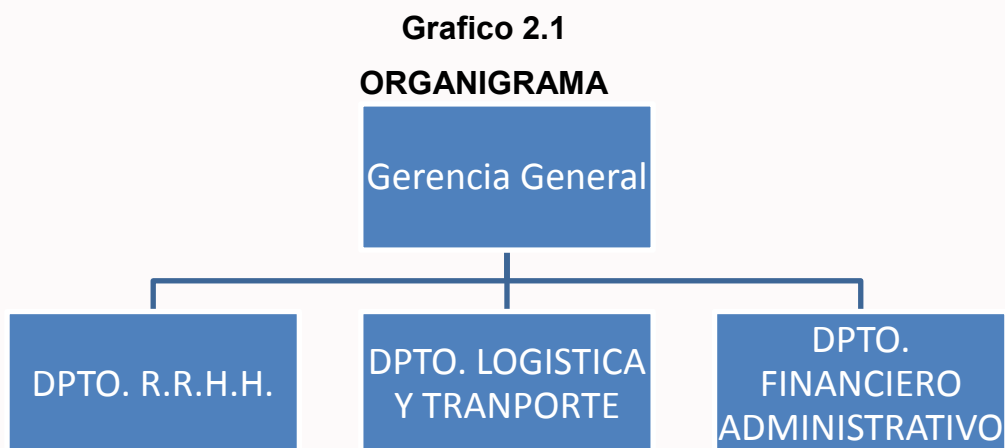 Grafico 2.1
ORGANIGRAMA
Gerencia General
DPTO. R.R.H.H.
DPTO. LOGISTICA
Y TRANPORTE
DPTO.
FINANCIERO
ADMINISTRATIVO